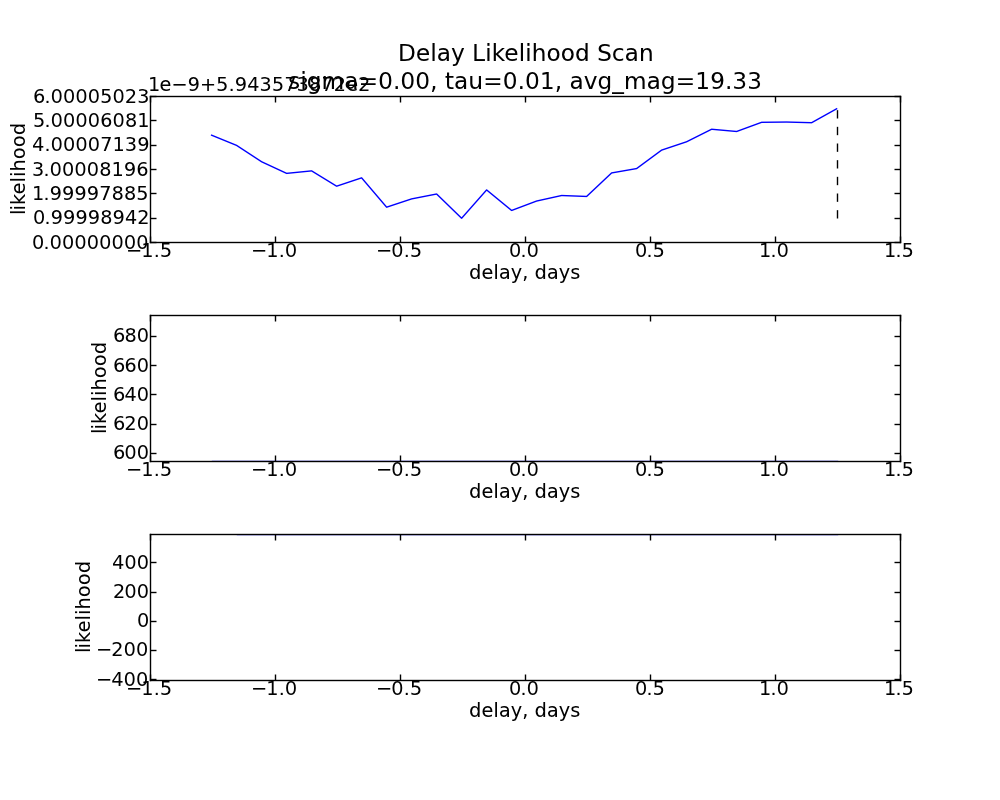 Delay Likelihood Scan
sigma=0.00, tau=0.01, avg_mag=19.33
6.00005023
5.00006081
4.00007139
3.00008196
1.99997885
0.99998942
0.00000000
likelihood
−1.5 −1.0 −0.5 0.0 0.5 1.0 1.5
delay, days
680
660
640
620
600
likelihood
−1.5 −1.0 −0.5 0.0 0.5 1.0 1.5
delay, days
400
200
0
−200
−400
likelihood
−1.5 −1.0 −0.5 0.0 0.5 1.0 1.5
delay, days